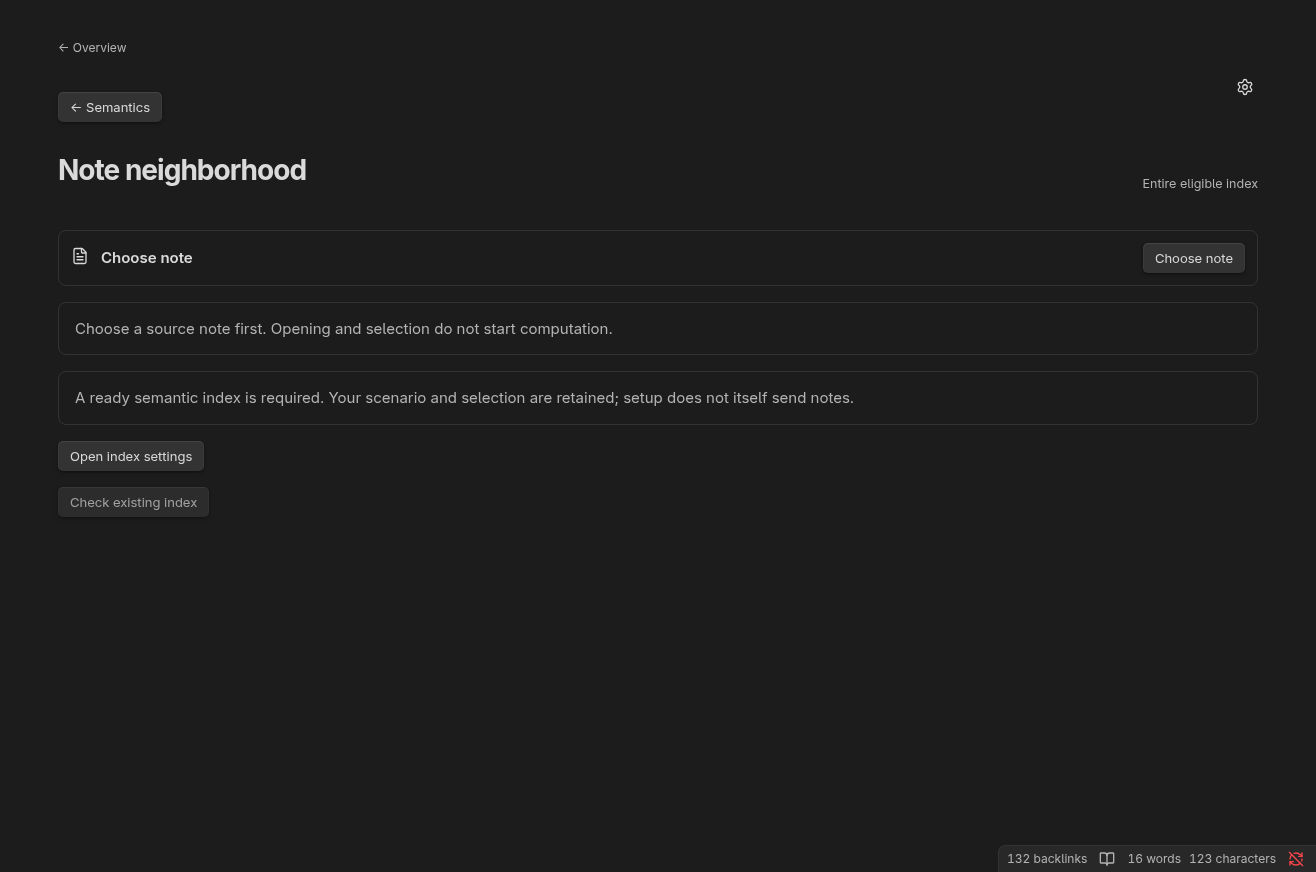 ← Overview
← Semantics
Note neighborhood
Entire eligible index
Choose note
Choose note
Choose a source note first. Opening and selection do not start computation.
A ready semantic index is required. Your scenario and selection are retained; setup does not itself send notes.
Open index settings
Check existing index
132 backlinks 16 words 123 characters